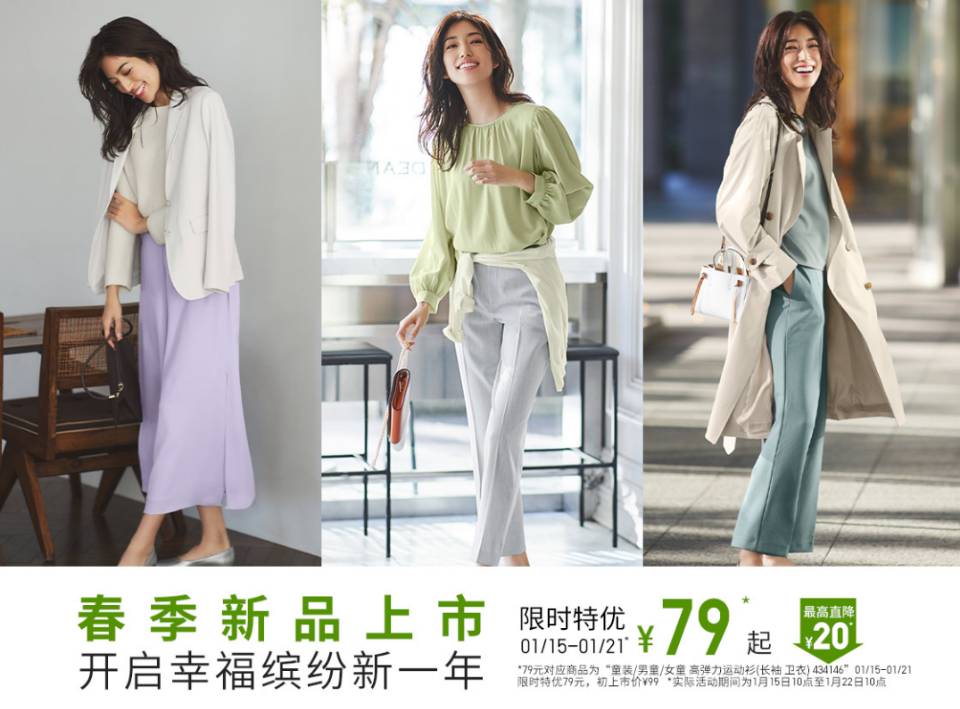 DEAN
春季新品上市
开启幸福缤纷新一年
限时特优
01/15–01/21*
¥79*起
最高直降
¥20*
*79元对应商品为“童装/男童/女童 高弹力运动衫(长袖 卫衣) 434146”01/15-01/21
限时特优79元，初上市价¥99 *实际活动期间为1月15日10点至1月22日10点